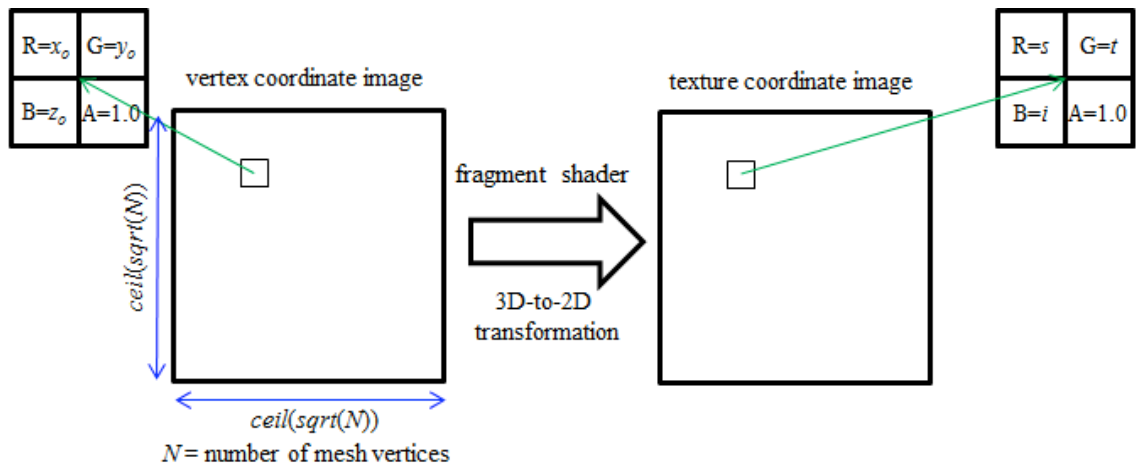 R=xₒ G=yₒ
B=zₒ A=1.0
vertex coordinate image
ceil(sqrt(N))
ceil(sqrt(N))
N = number of mesh vertices
fragment shader
3D-to-2D
transformation
texture coordinate image
R=s G=t
B=i A=1.0